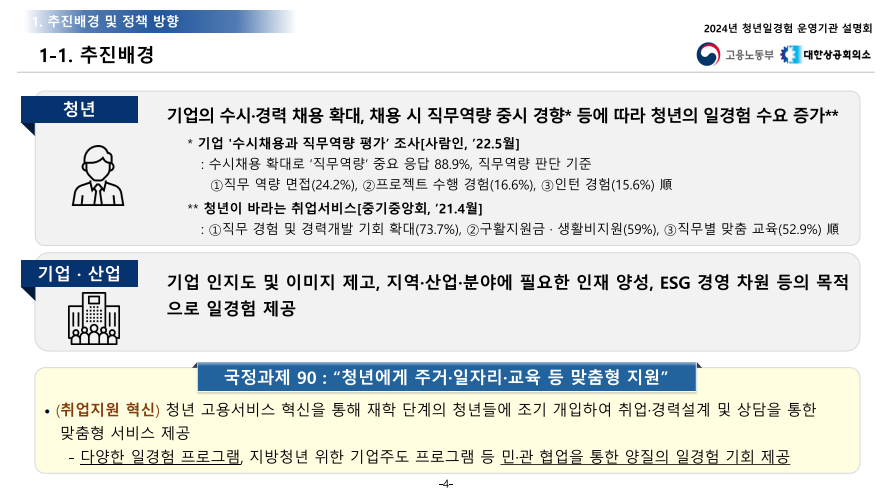 1. 추진배경 및 정책 방향
2024년 청년일경험 운영기관 설명회
1-1. 추진배경
고용노동부 대한상공회의소
청년
기업의 수시·경력 채용 확대, 채용 시 직무역량 중시 경향* 등에 따라 청년의 일경험 수요 증가**
* 기업 '수시채용과 직무역량 평가’ 조사[사람인, ’22.5월]
: 수시채용 확대로 ‘직무역량’ 중요 응답 88.9%, 직무역량 판단 기준
①직무 역량 면접(24.2%), ②프로젝트 수행 경험(16.6%), ③인턴 경험(15.6%) 順
** 청년이 바라는 취업서비스[중기중앙회, ’21.4월]
: ①직무 경험 및 경력개발 기회 확대(73.7%), ②구활지원금 · 생활비지원(59%), ③직무별 맞춤 교육(52.9%) 順
기업 · 산업
기업 인지도 및 이미지 제고, 지역·산업·분야에 필요한 인재 양성, ESG 경영 차원 등의 목적
으로 일경험 제공
국정과제 90 : “청년에게 주거·일자리·교육 등 맞춤형 지원”
• (취업지원 혁신) 청년 고용서비스 혁신을 통해 재학 단계의 청년들에 조기 개입하여 취업·경력설계 및 상담을 통한
맞춤형 서비스 제공
- 다양한 일경험 프로그램, 지방청년 위한 기업주도 프로그램 등 민·관 협업을 통한 양질의 일경험 기회 제공
-4-